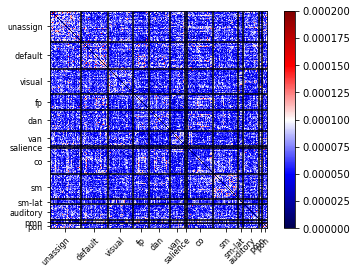 unassign
default
visual
fp
dan
van
salience
co
sm
sm-lat
auditory
pmn
pon
unassign
default
visual
fp
dan
van
salience
co
sm
sm-lat
auditory
0.000200
0.000175
0.000150
0.000125
0.000100
0.000075
0.000050
0.000025
0.000000